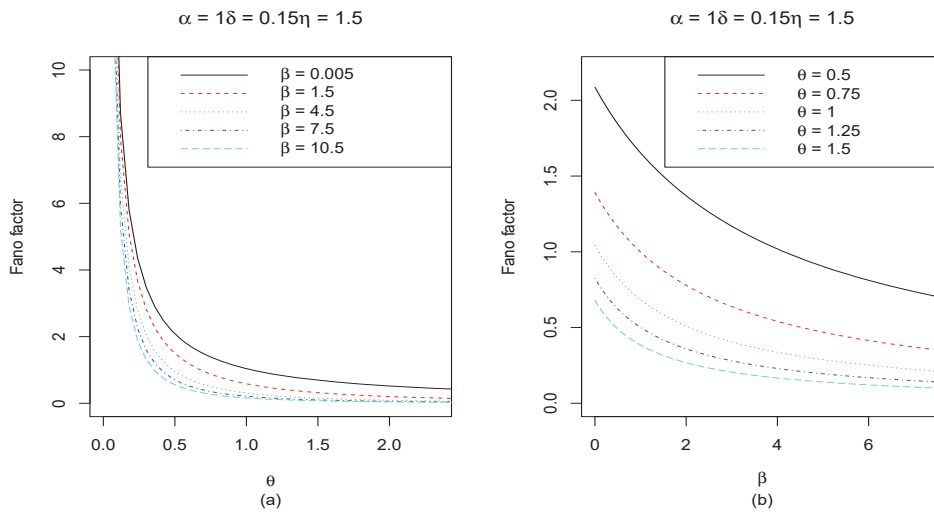 α = 1δ = 0.15η = 1.5
Fano factor
0
2
4
6
8
10
β = 0.005
β = 1.5
β = 4.5
β = 7.5
β = 10.5
0.0
0.5
1.0
1.5
2.0
θ
(a)
α = 1δ = 0.15η = 1.5
Fano factor
0.0
0.5
1.0
1.5
2.0
θ = 0.5
θ = 0.75
θ = 1
θ = 1.25
θ = 1.5
0
2
4
6
β
(b)